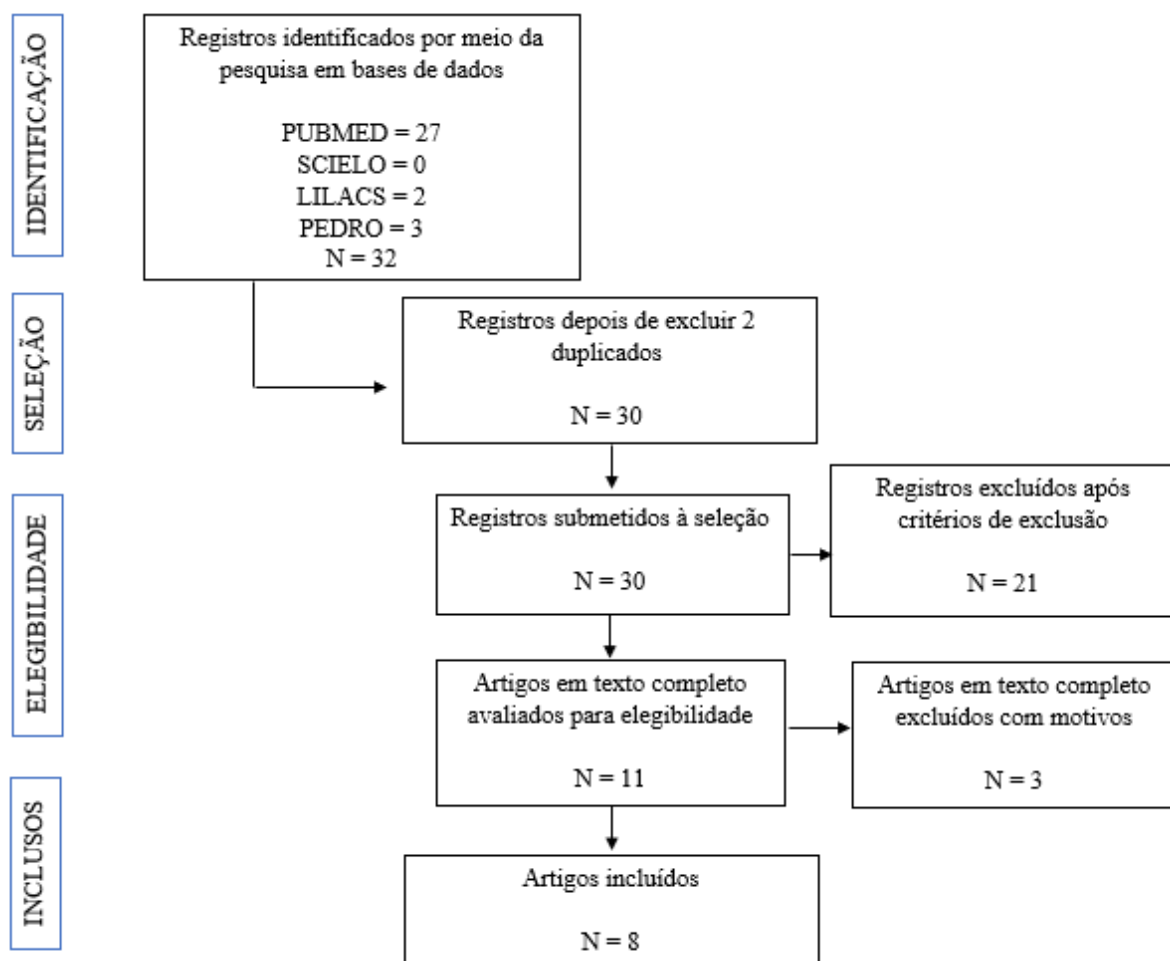 IDENTIFICAÇÃO
Registros identificados por meio da
pesquisa em bases de dados
PUBMED = 27
SCIELO = 0
LILACS = 2
PEDRO = 3
N = 32
SELEÇÃO
Registros depois de excluir 2
duplicados
N = 30
ELEGIBILIDADE
Registros submetidos à seleção
N = 30
Registros excluídos após
critérios de exclusão
N = 21
Artigos em texto completo
avaliados para elegibilidade
N = 11
Artigos em texto completo
excluídos com motivos
N = 3
INCLUSOS
Artigos incluídos
N = 8